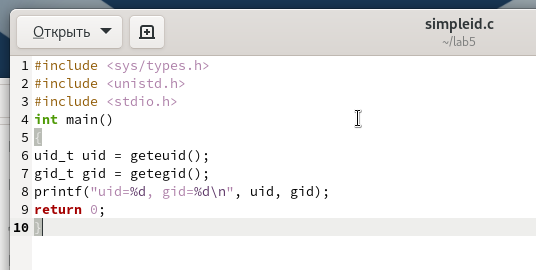 Открыть
simpleid.c
~/lab5
1 #include <sys/types.h>
2 #include <unistd.h>
3 #include <stdio.h>
4 int main()
5 {
6 uid_t uid = geteuid();
7 gid_t gid = getegid();
8 printf("uid=%d, gid=%d\n", uid, gid);
9 return 0;
10 }